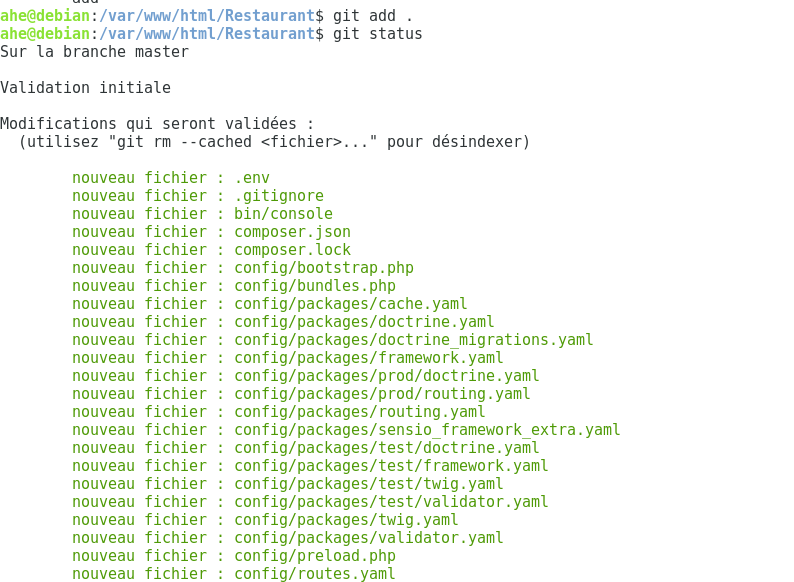 add
ahe@debian:/var/www/html/Restaurant$ git add .
ahe@debian:/var/www/html/Restaurant$ git status
Sur la branche master
Validation initiale
Modifications qui seront validées :
(utilisez "git rm --cached <fichier>..." pour désindexer)
nouveau fichier : .env
nouveau fichier : .gitignore
nouveau fichier : bin/console
nouveau fichier : composer.json
nouveau fichier : composer.lock
nouveau fichier : config/bootstrap.php
nouveau fichier : config/bundles.php
nouveau fichier : config/packages/cache.yaml
nouveau fichier : config/packages/doctrine.yaml
nouveau fichier : config/packages/doctrine_migrations.yaml
nouveau fichier : config/packages/framework.yaml
nouveau fichier : config/packages/prod/doctrine.yaml
nouveau fichier : config/packages/prod/routing.yaml
nouveau fichier : config/packages/routing.yaml
nouveau fichier : config/packages/sensio_framework_extra.yaml
nouveau fichier : config/packages/test/doctrine.yaml
nouveau fichier : config/packages/test/framework.yaml
nouveau fichier : config/packages/test/twig.yaml
nouveau fichier : config/packages/test/validator.yaml
nouveau fichier : config/packages/twig.yaml
nouveau fichier : config/packages/validator.yaml
nouveau fichier : config/preload.php
nouveau fichier : config/routes.yaml